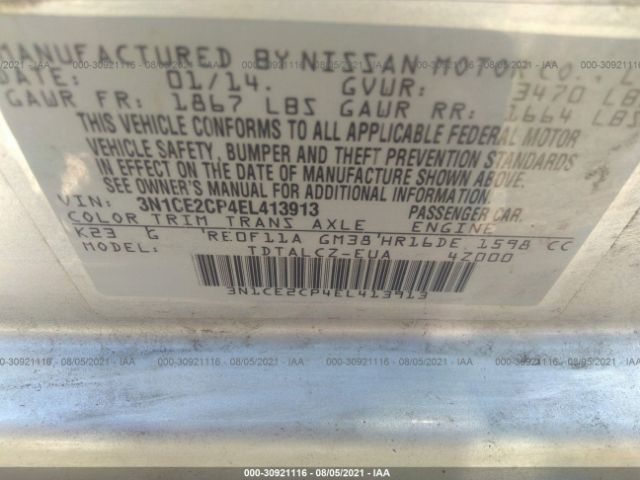 MANUFACTURED BY NISSAN MOTOR CO., L
DATE: 01/14. GVWR: 3470 LB
GAWR FR: 1867 LBS GAWR RR: 1664 LBS
THIS VEHICLE CONFORMS TO ALL APPLICABLE FEDERAL MOTOR
VEHICLE SAFETY, BUMPER AND THEFT PREVENTION STANDARDS
IN EFFECT ON THE DATE OF MANUFACTURE SHOWN ABOVE.
SEE OWNER'S MANUAL FOR ADDITIONAL INFORMATION.
VIN: 3N1CE2CP4EL413913 PASSENGER CAR.
COLOR TRIM TRANS AXLE ENGINE
K23 G RE0F11A GM38 HR16DE 1598 CC
MODEL: TDTALCZ-EUA 4Z000
3N1CE2CP4EL413913
000-30921116 - 08/05/2021 - IAA